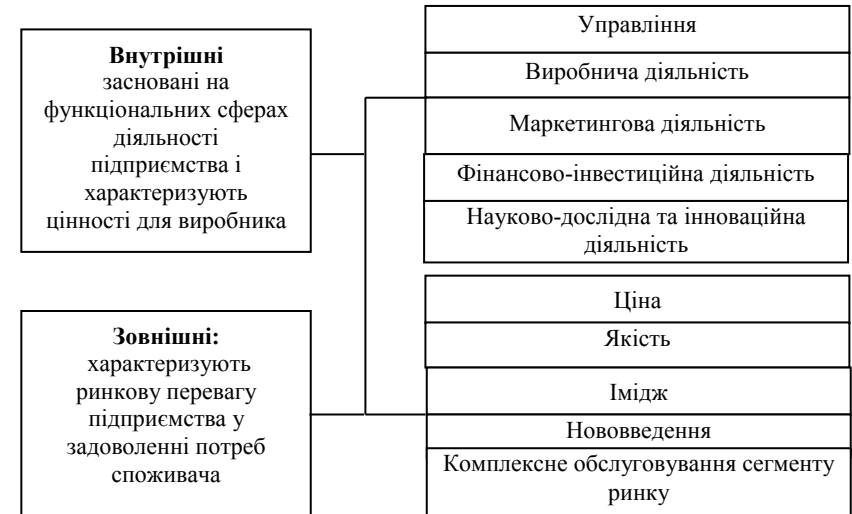 Внутрішні
засновані на
функціональних сферах
діяльності
підприємства і
характеризують
цінності для виробника
Управління
Виробнича діяльність
Маркетингова діяльність
Фінансово-інвестиційна діяльність
Науково-дослідна та інноваційна
діяльність
Зовнішні:
характеризують
ринкову перевагу
підприємства у
задоволенні потреб
споживача
Ціна
Якість
Імідж
Нововведення
Комплексне обслуговування сегменту
ринку